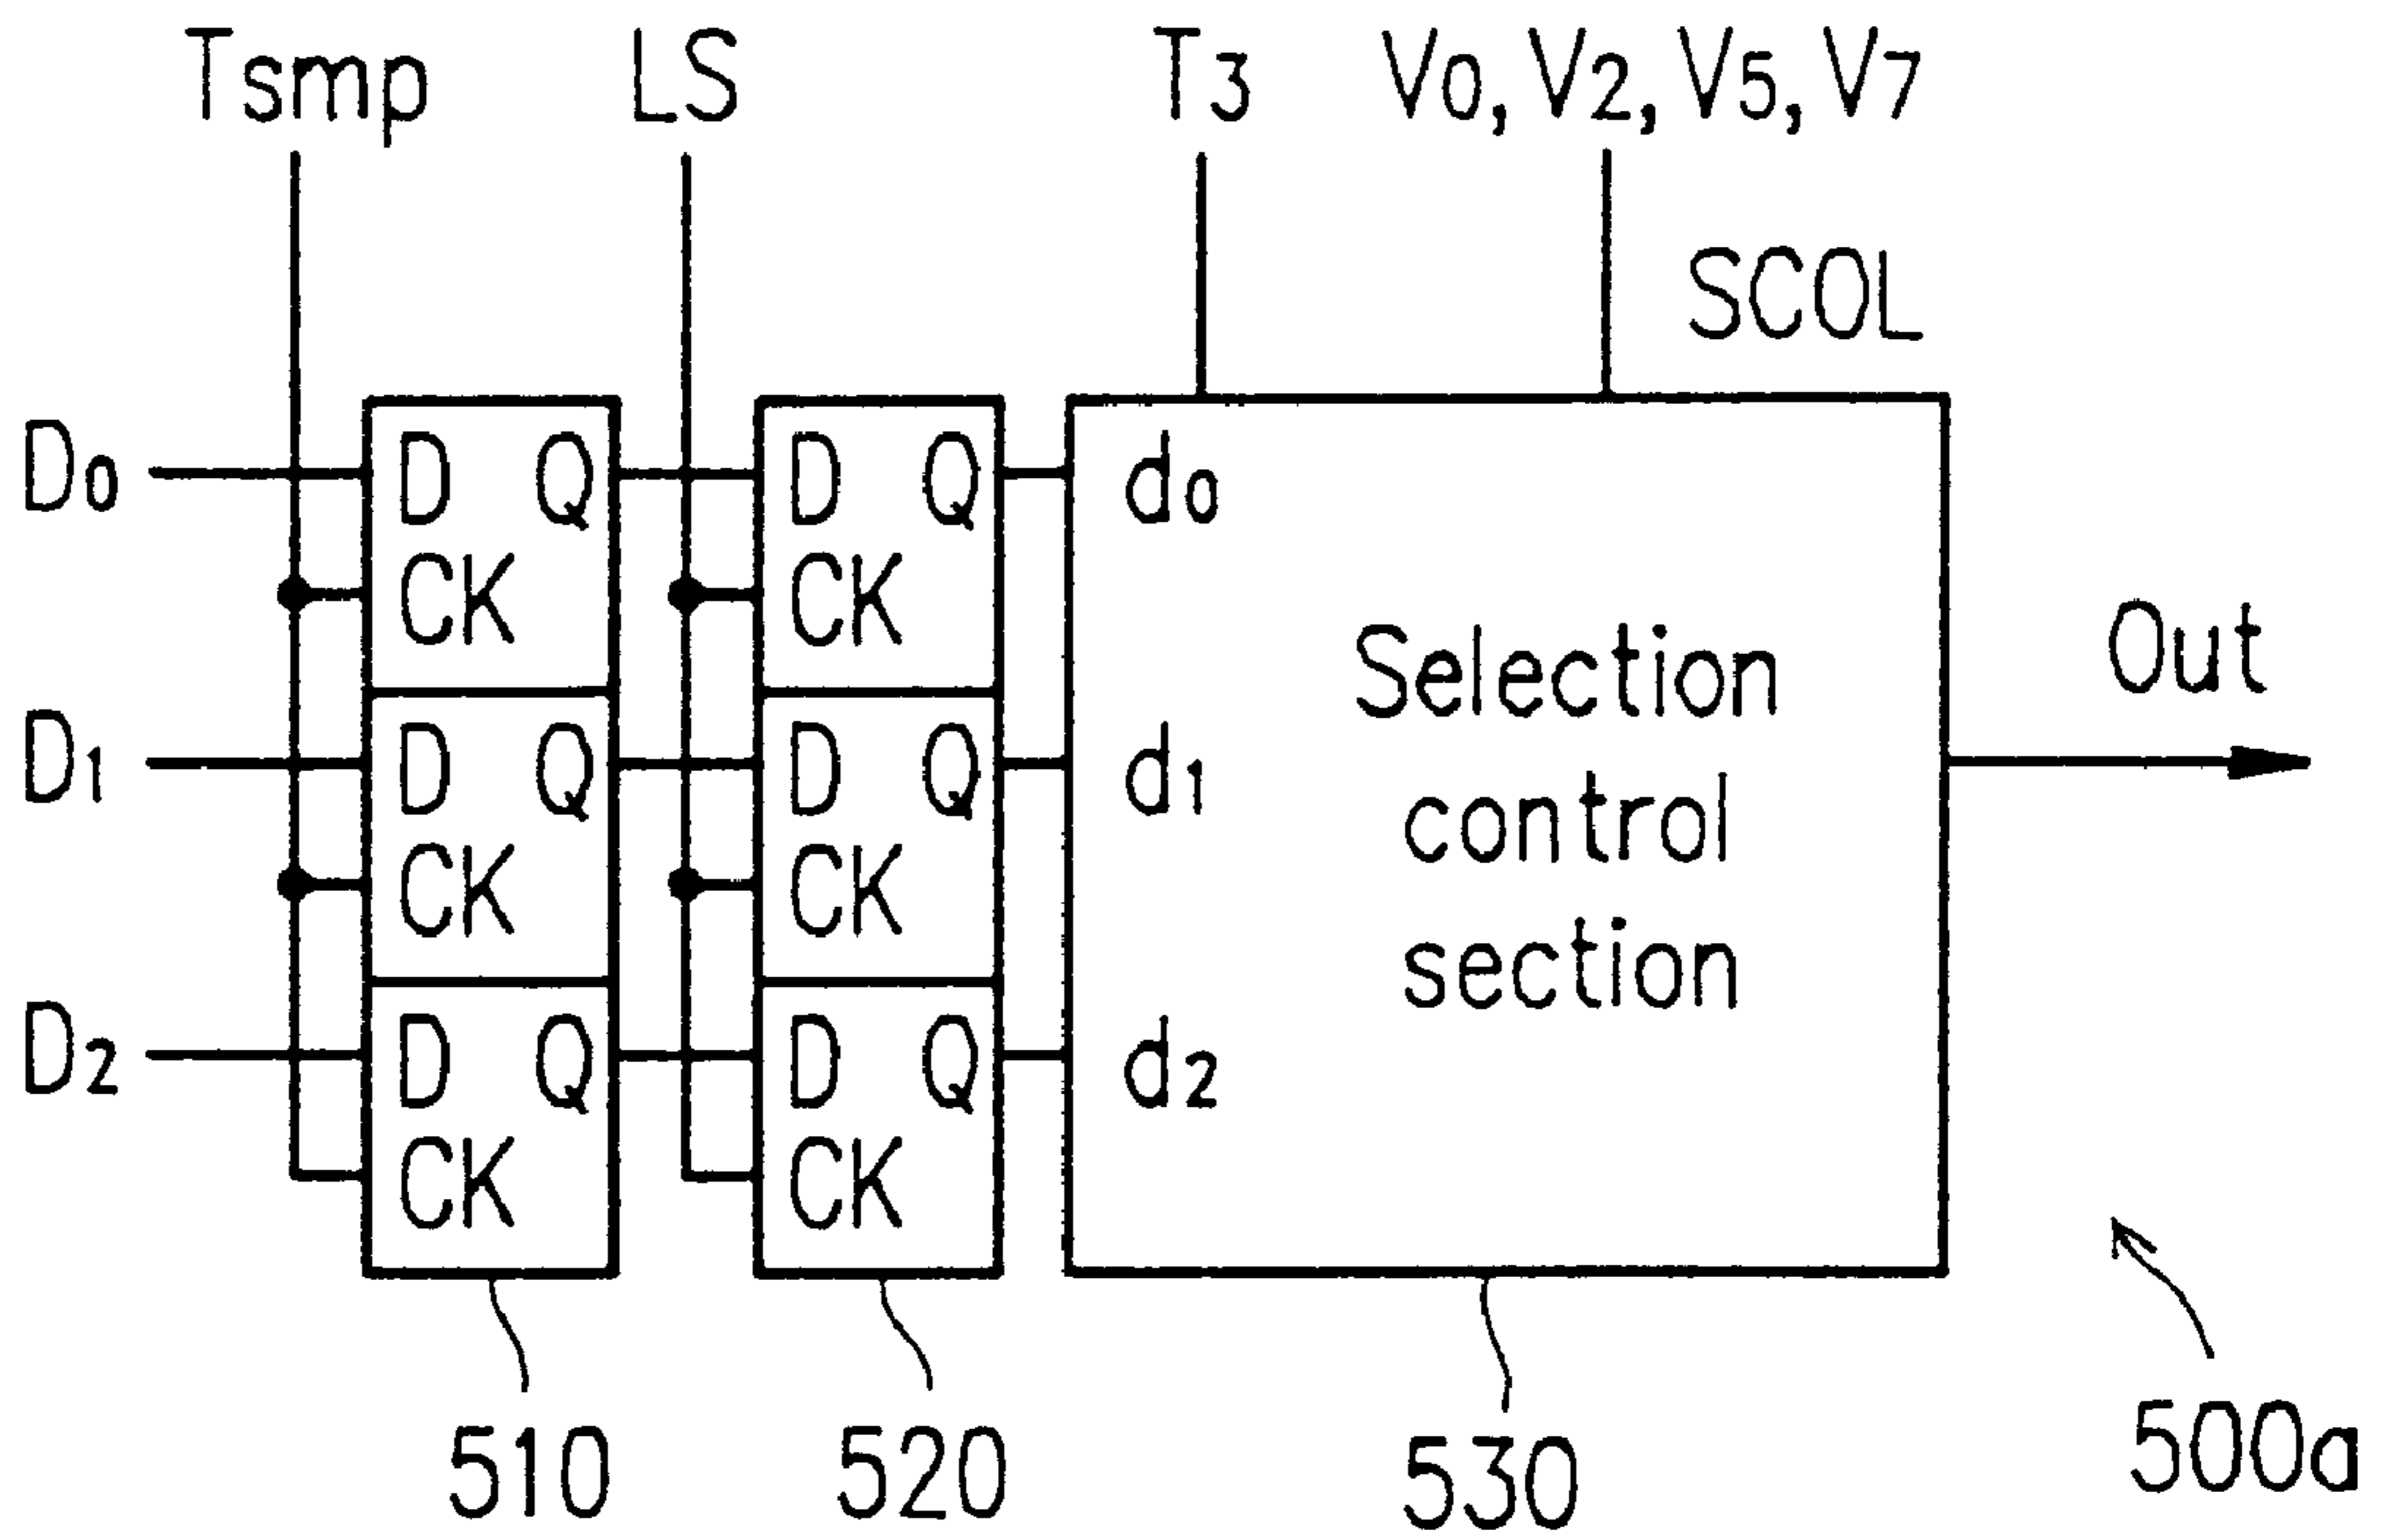 Tsmp LS T3 V0, V2, V5, V7
SCOL
D0 D Q D Q d0
CK CK
D1 D Q D Q d1
CK CK
D2 D Q D Q d2
CK CK
Selection
control
section
Out
510 520 530 500a